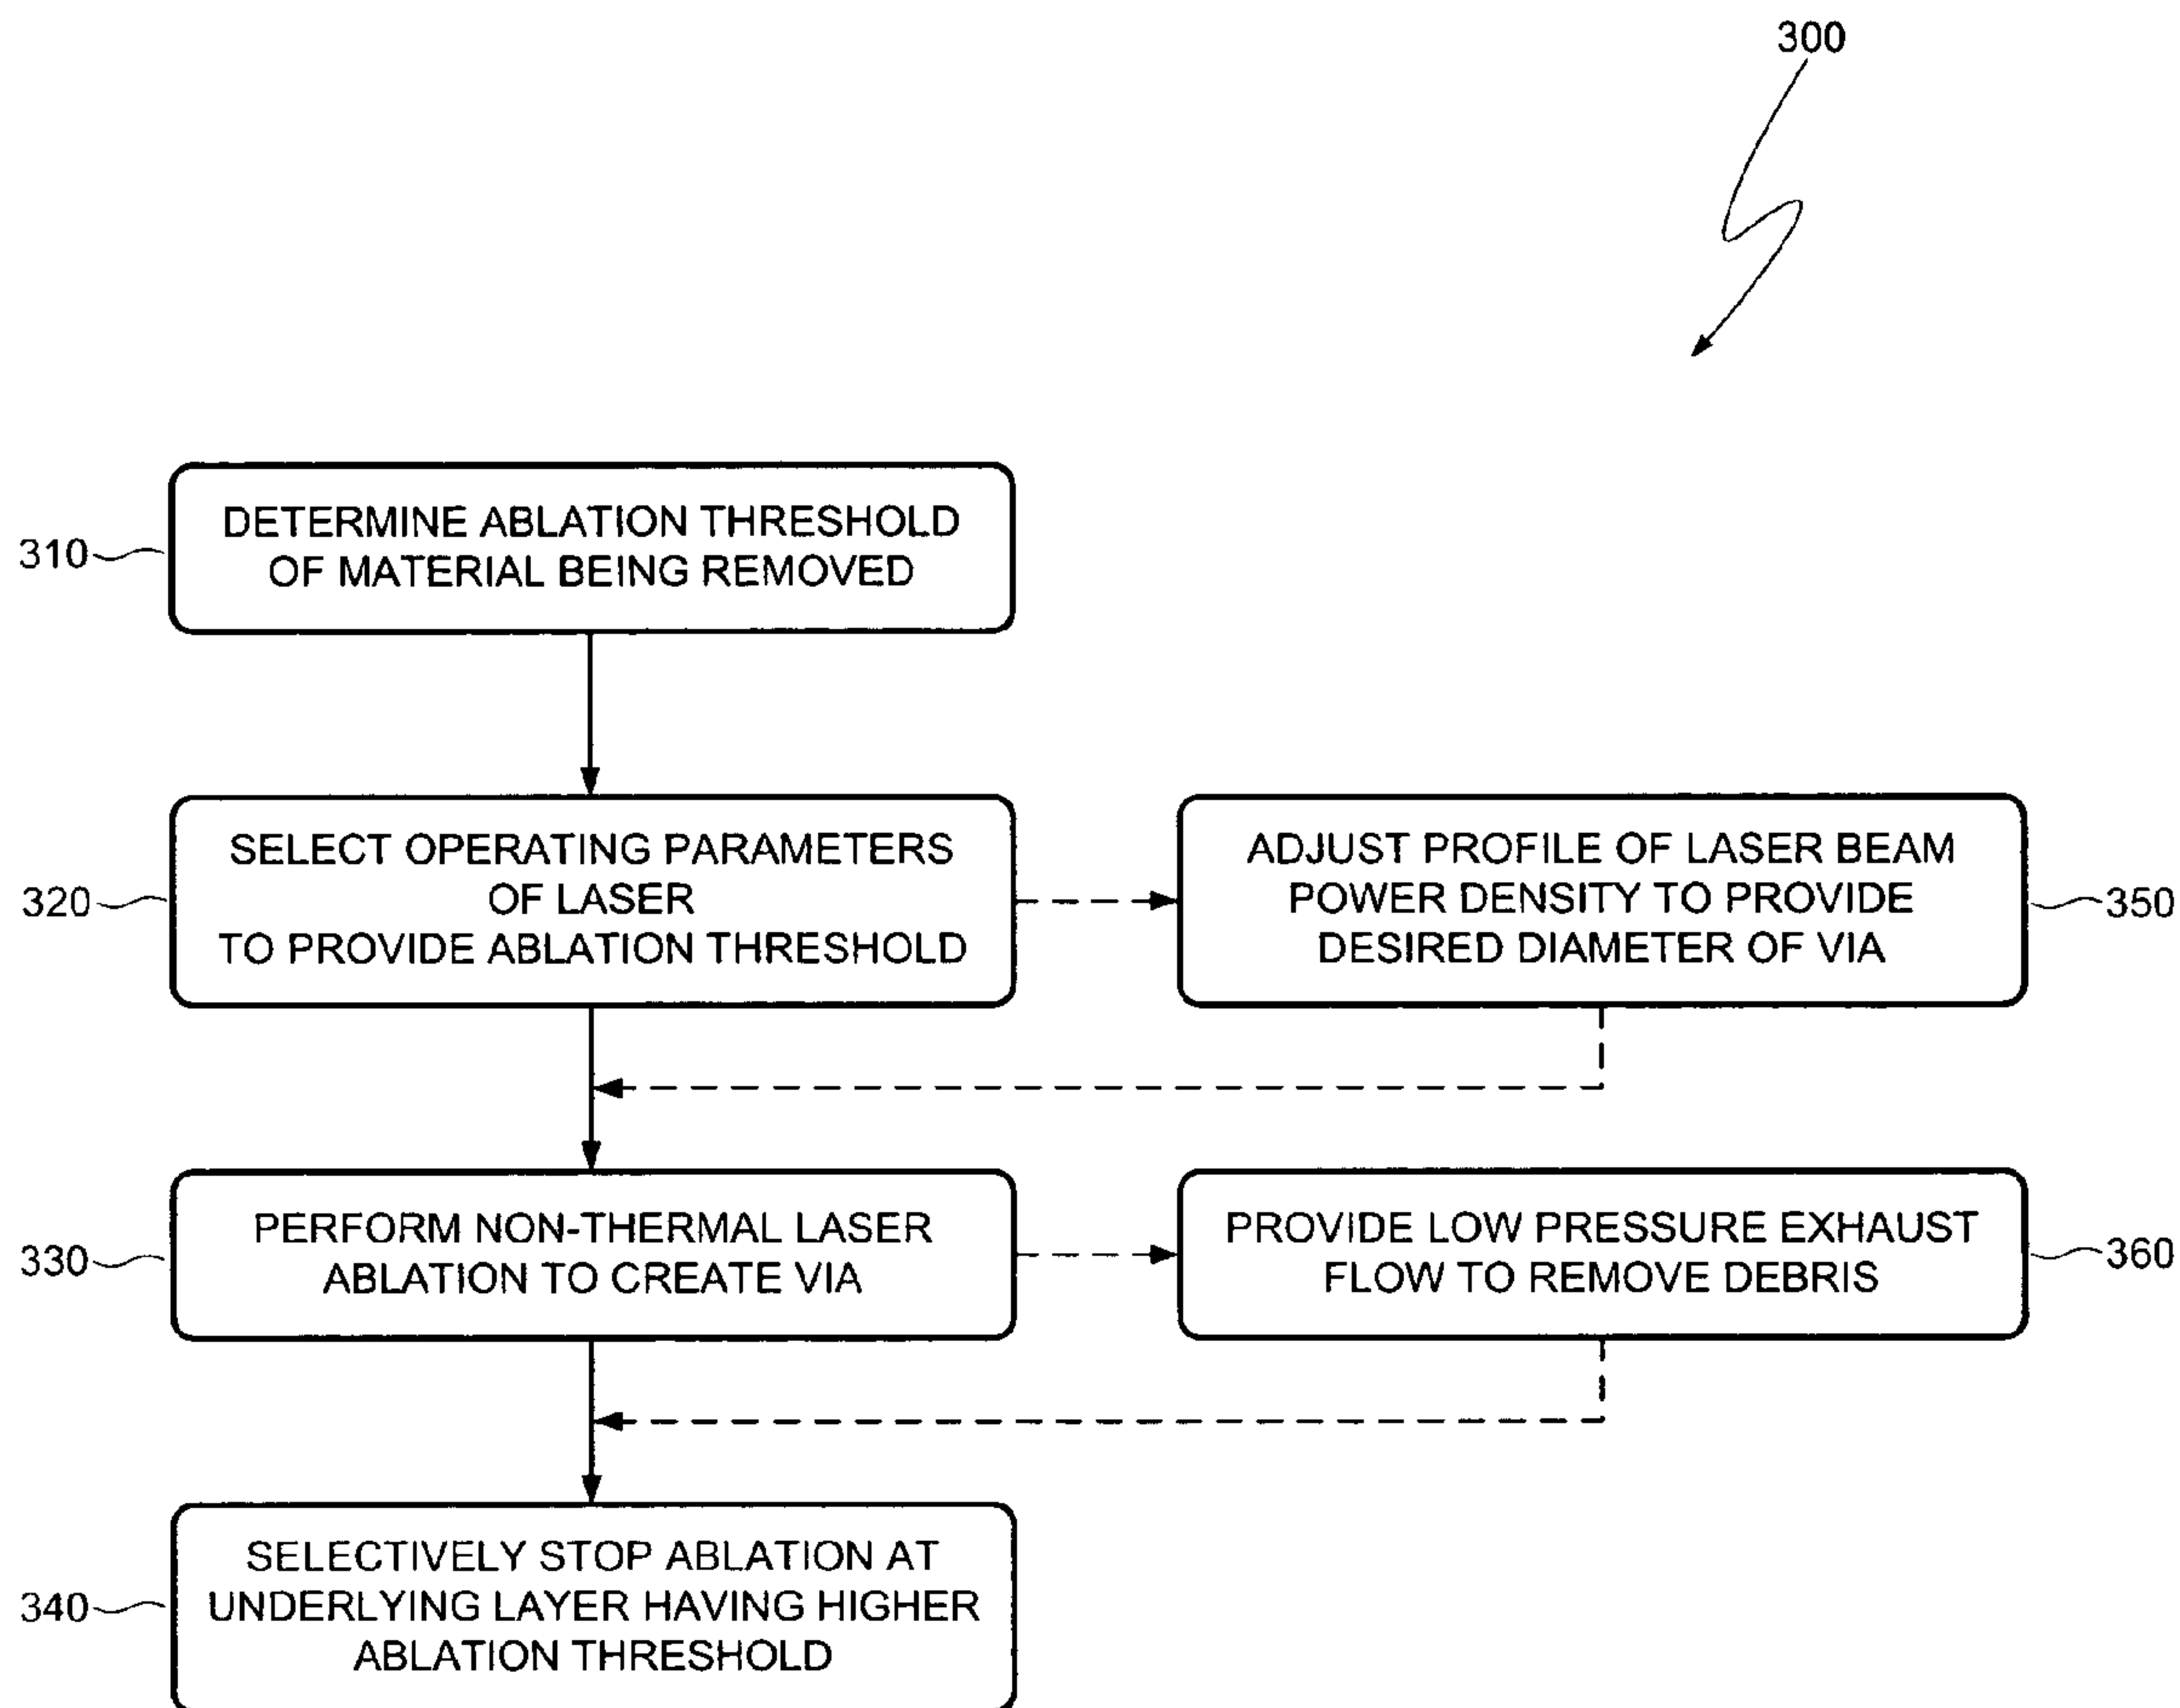 300
310
DETERMINE ABLATION THRESHOLD
OF MATERIAL BEING REMOVED
320
SELECT OPERATING PARAMETERS
OF LASER
TO PROVIDE ABLATION THRESHOLD
ADJUST PROFILE OF LASER BEAM
POWER DENSITY TO PROVIDE
DESIRED DIAMETER OF VIA
350
330
PERFORM NON-THERMAL LASER
ABLATION TO CREATE VIA
PROVIDE LOW PRESSURE EXHAUST
FLOW TO REMOVE DEBRIS
360
340
SELECTIVELY STOP ABLATION AT
UNDERLYING LAYER HAVING HIGHER
ABLATION THRESHOLD